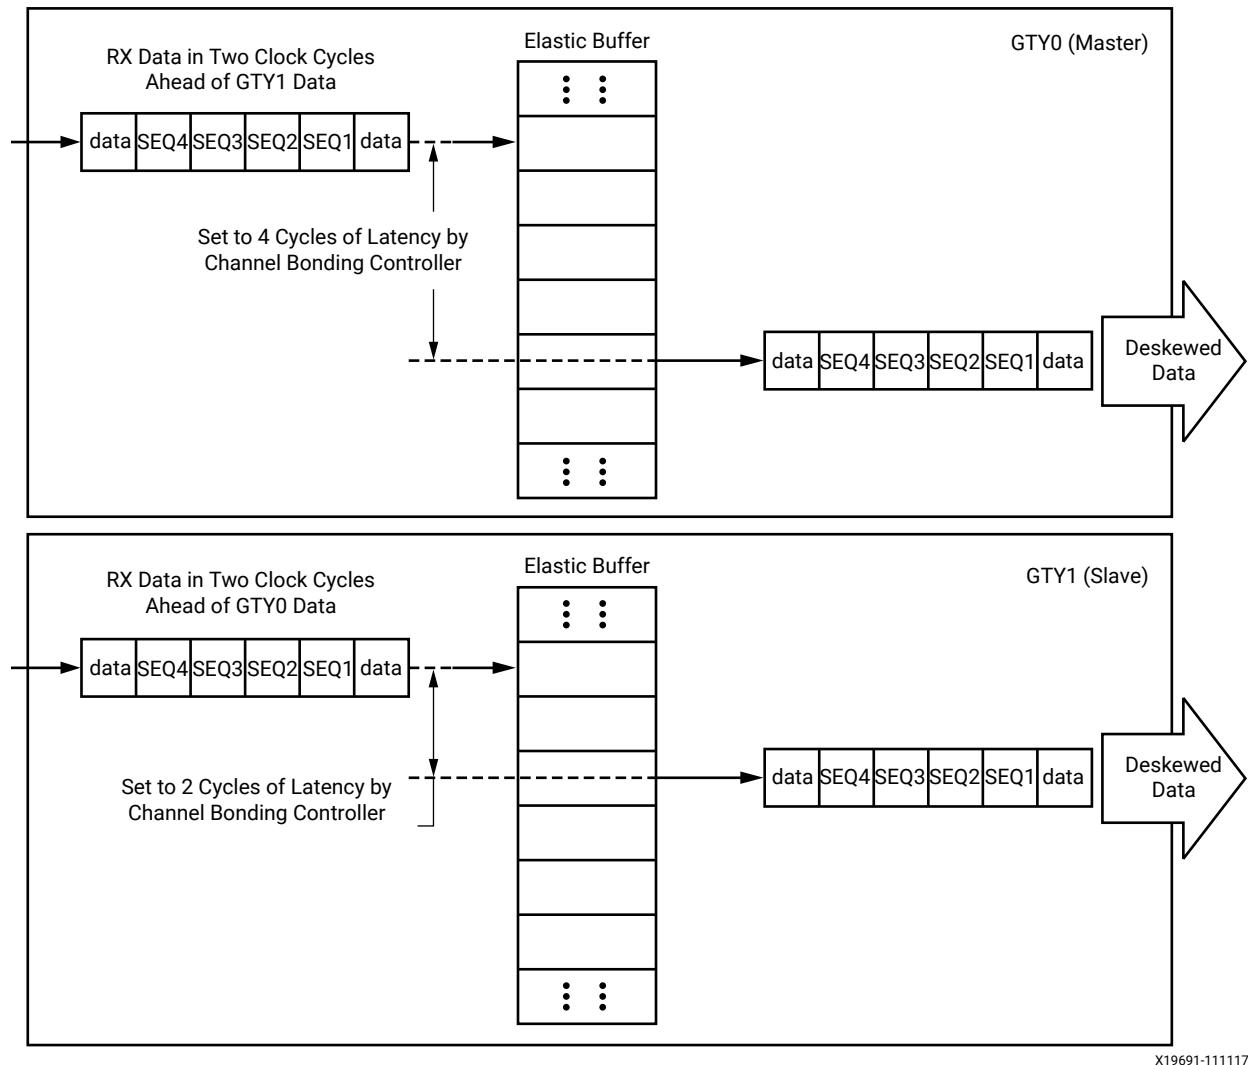 Elastic Buffer
GTY0 (Master)
RX Data in Two Clock Cycles
Ahead of GTY1 Data
data SEQ4 SEQ3 SEQ2 SEQ1 data
Set to 4 Cycles of Latency by
Channel Bonding Controller
data SEQ4 SEQ3 SEQ2 SEQ1 data
Deskewed
Data
Elastic Buffer
GTY1 (Slave)
RX Data in Two Clock Cycles
Ahead of GTY0 Data
data SEQ4 SEQ3 SEQ2 SEQ1 data
Set to 2 Cycles of Latency by
Channel Bonding Controller
data SEQ4 SEQ3 SEQ2 SEQ1 data
Deskewed
Data
X19691-111117